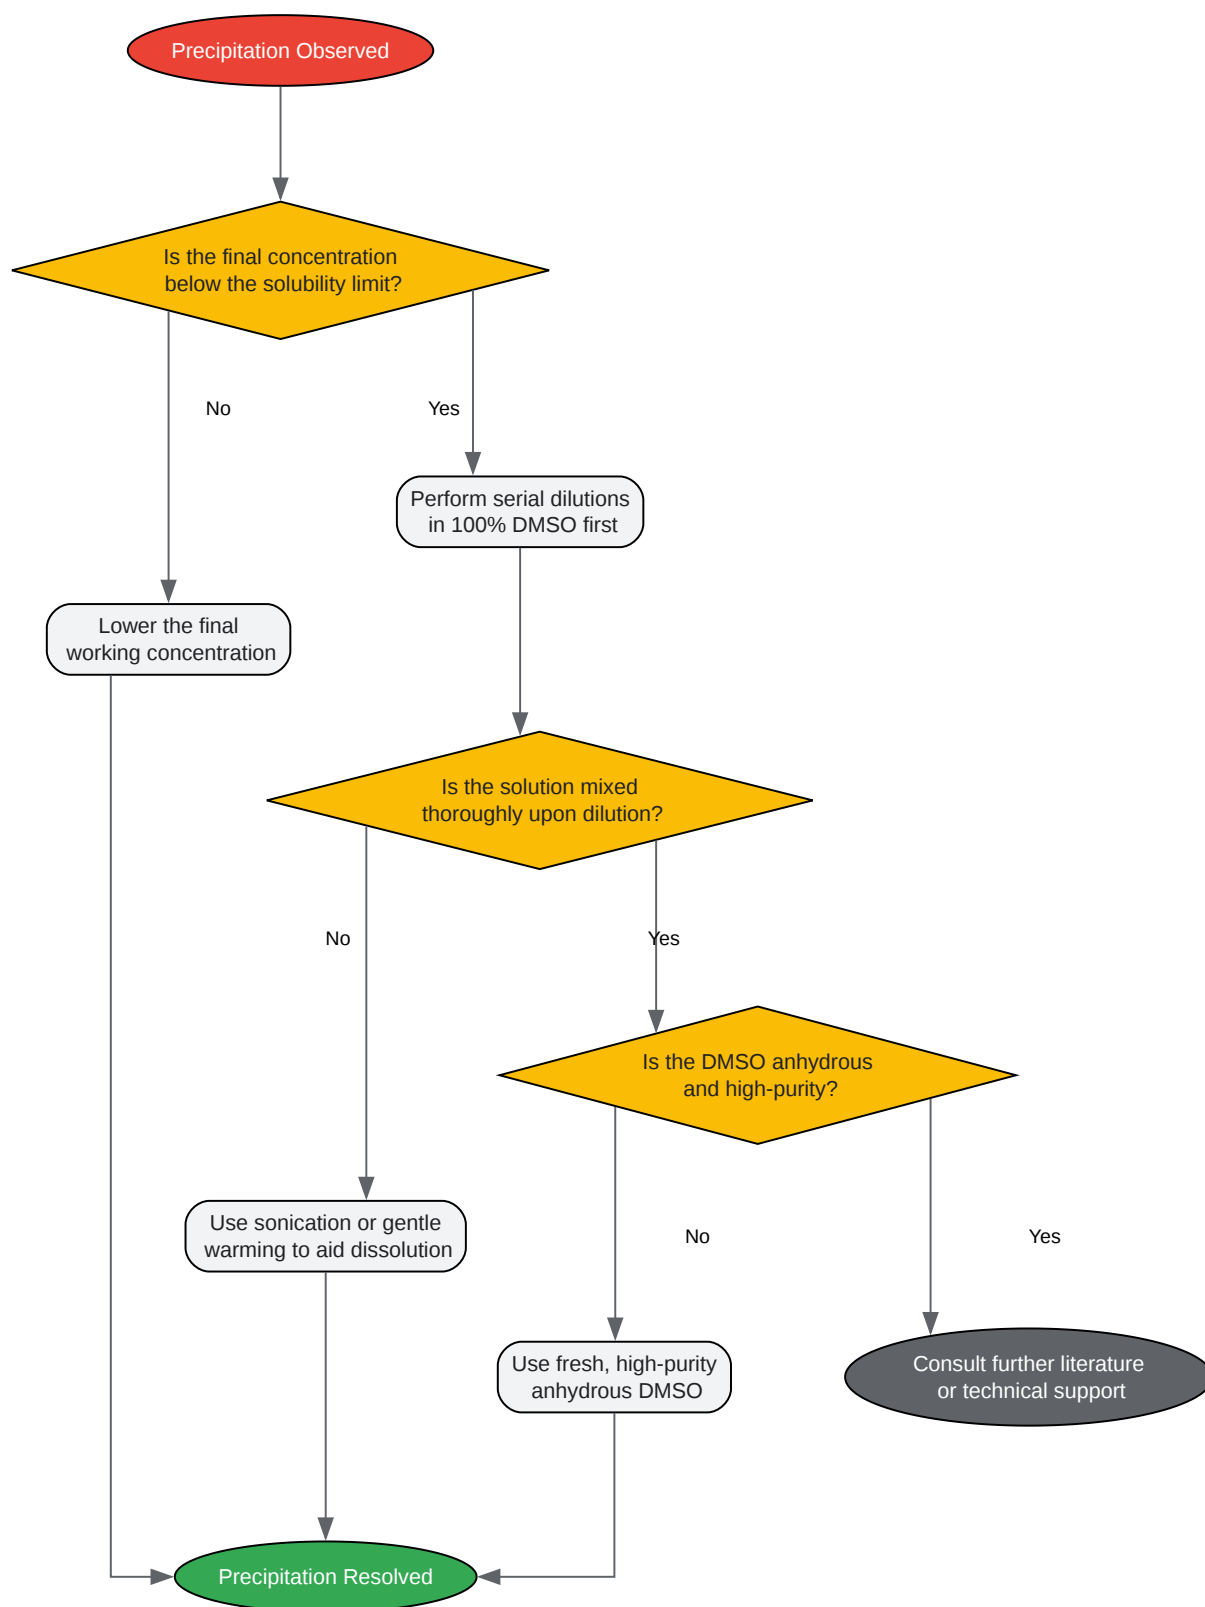 Precipitation Observed
Is the final concentration
below the solubility limit?
No
Yes
Perform serial dilutions
in 100% DMSO first
Lower the final
working concentration
Is the solution mixed
thoroughly upon dilution?
No
Yes
Is the DMSO anhydrous
and high-purity?
Use sonication or gentle
warming to aid dissolution
No
Yes
Use fresh, high-purity
anhydrous DMSO
Consult further literature
or technical support
Precipitation Resolved